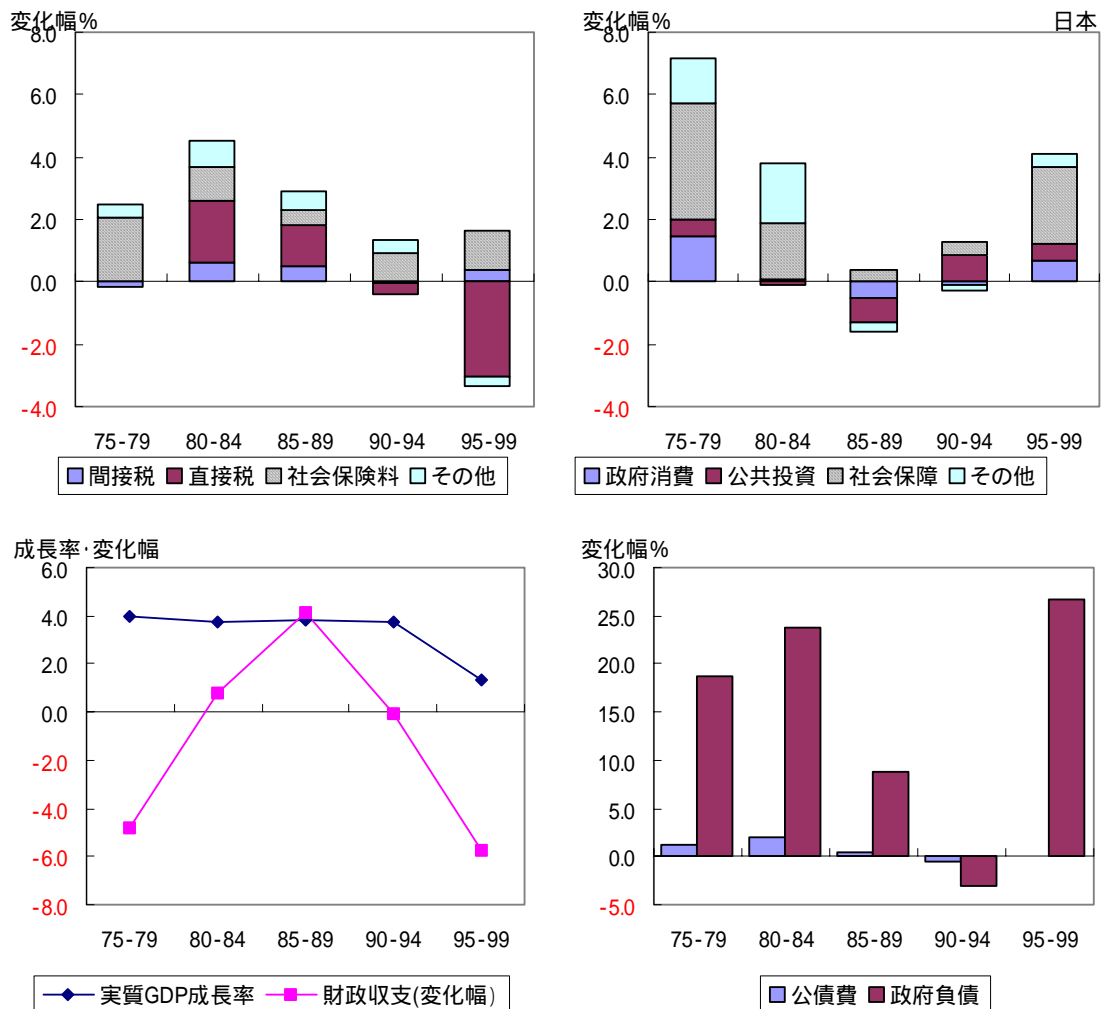 変化幅%
8.0
6.0
4.0
2.0
0.0
-2.0
-4.0
75-79 80-84 85-89 90-94 95-99
間接税 直接税 社会保険料 その他
変化幅% 日本
8.0
6.0
4.0
2.0
0.0
-2.0
-4.0
75-79 80-84 85-89 90-94 95-99
政府消費 公共投資 社会保障 その他
成長率・変化幅
6.0
4.0
2.0
0.0
-2.0
-4.0
-6.0
-8.0
75-79 80-84 85-89 90-94 95-99
実質GDP成長率 財政収支(変化幅)
変化幅%
30.0
25.0
20.0
15.0
10.0
5.0
0.0
-5.0
75-79 80-84 85-89 90-94 95-99
公債費 政府負債